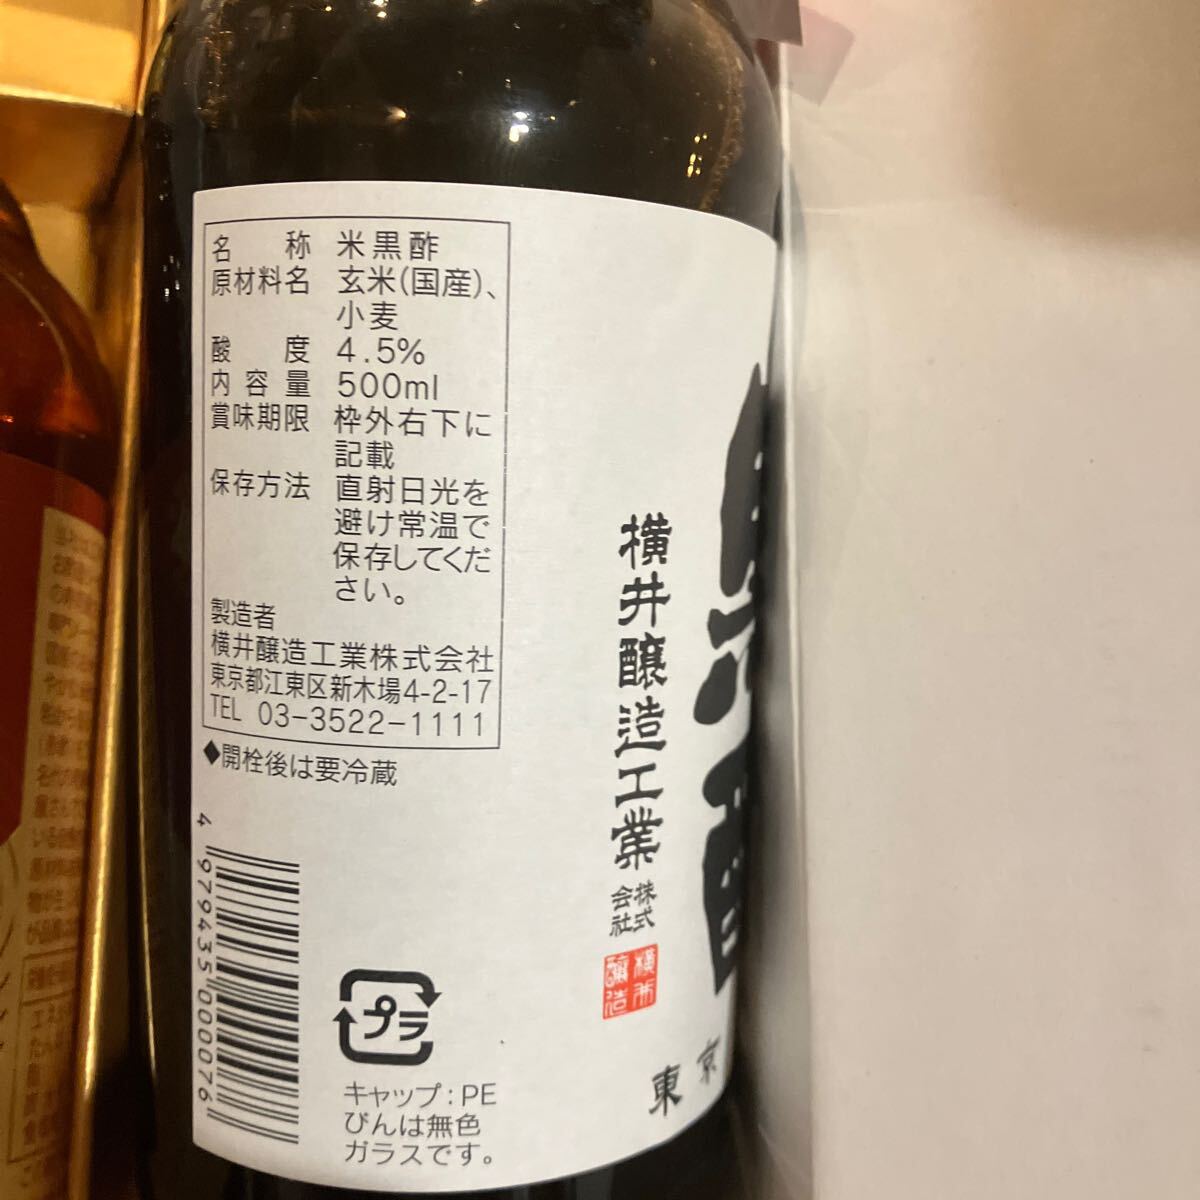 名称 米黒酢
原材料名 玄米(国産)、
小麦
酸度 4.5%
内容量 500ml
賞味期限 枠外右下に
記載
保存方法 直射日光を
避け常温で
保存してくだ
さい。
製造者
横井醸造工業株式会社
東京都江東区新木場4-2-17
TEL 03-3522-1111
◆開栓後は要冷蔵
4 979435 000076
プラ
キャップ:PE
びんは無色
ガラスです。
横井醸造工業
株式
会社
横井
醸造
東京